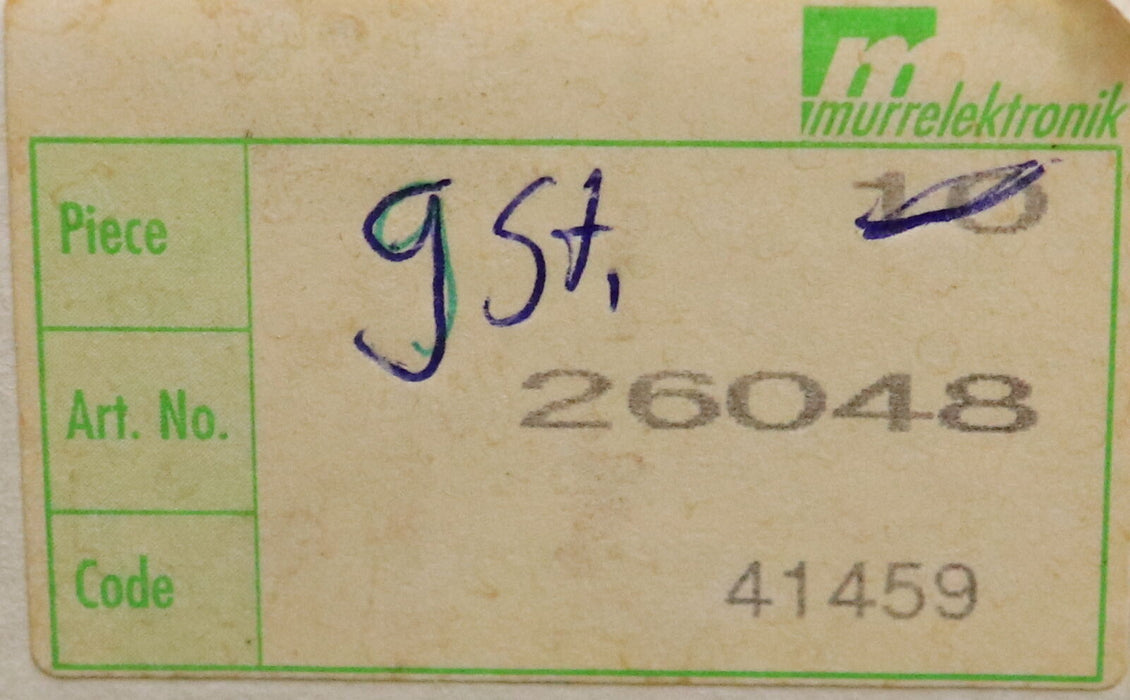 murrelektronik
Piece 9 St. 10
Art. No. 26048
Code 41459